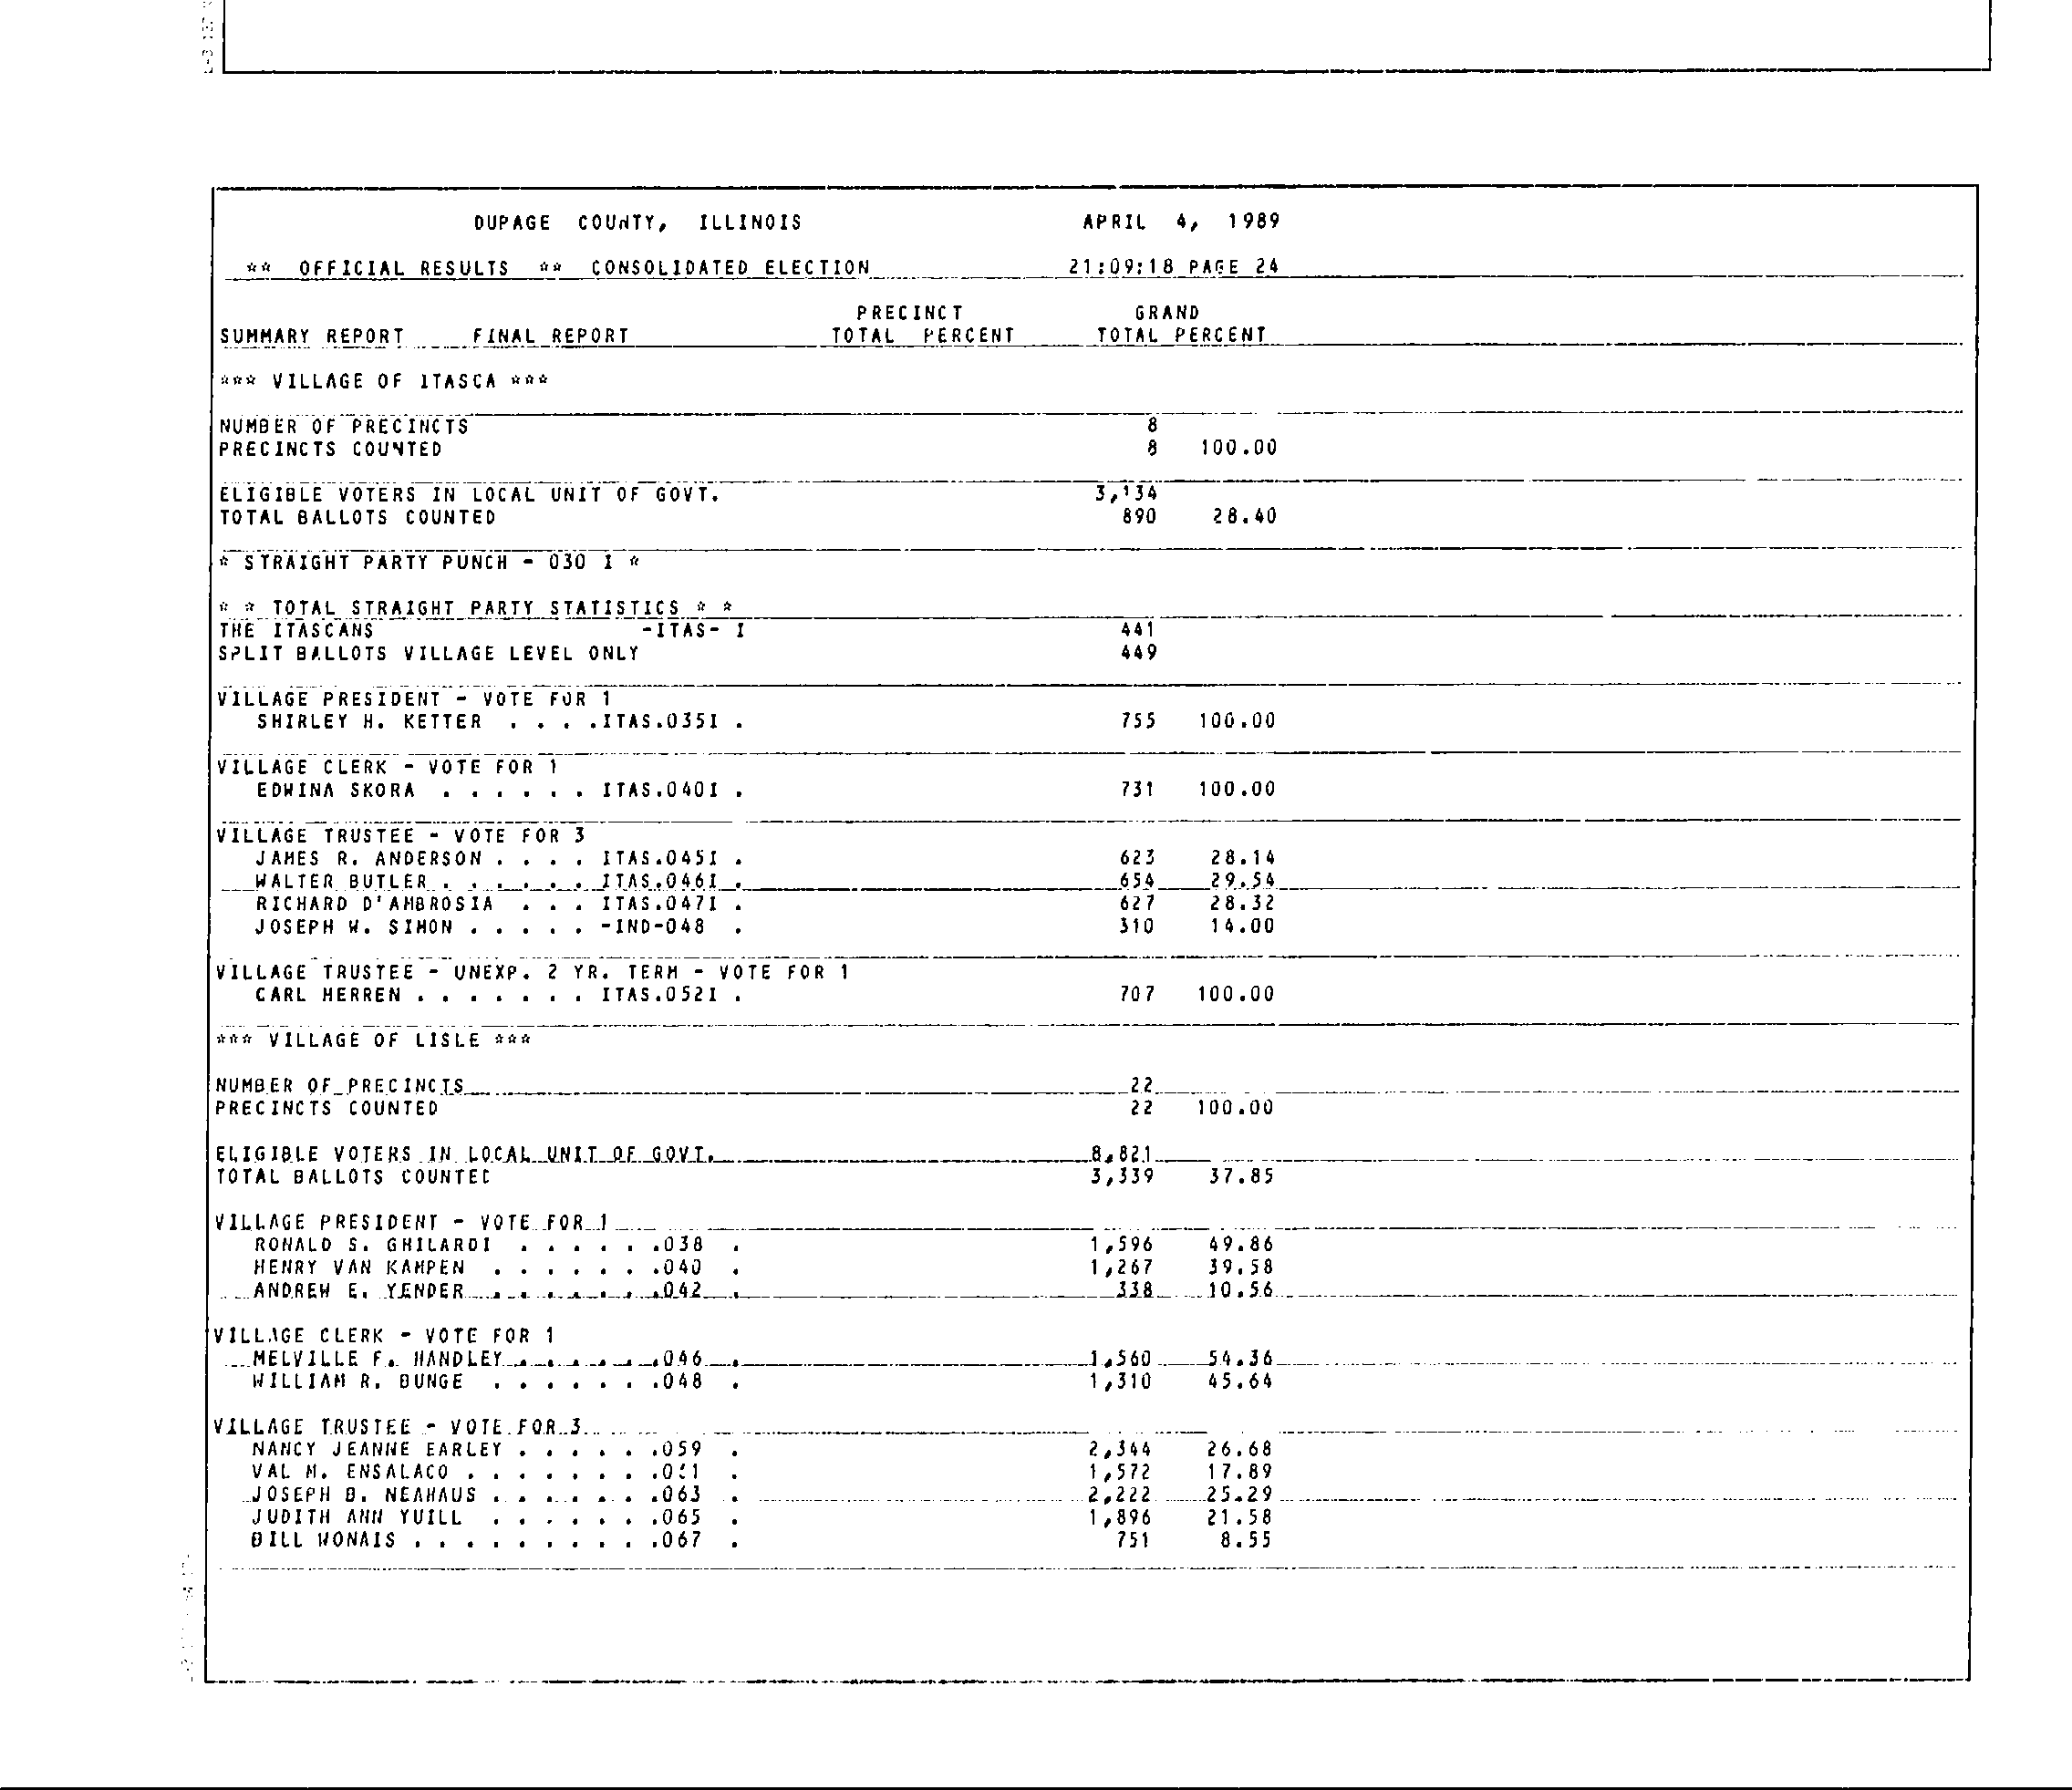 DUPAGE COUNTY, ILLINOIS APRIL 4, 1989
** OFFICIAL RESULTS ** CONSOLIDATED ELECTION 21:09:18 PAGE 24
PRECINCT GRAND
SUMMARY REPORT FINAL REPORT TOTAL PERCENT TOTAL PERCENT
*** VILLAGE OF ITASCA ***
NUMBER OF PRECINCTS 8
PRECINCTS COUNTED 8 100.00
ELIGIBLE VOTERS IN LOCAL UNIT OF GOVT. 3,134
TOTAL BALLOTS COUNTED 890 28.40
* STRAIGHT PARTY PUNCH - 030 I *
* * TOTAL STRAIGHT PARTY STATISTICS * *
THE ITASCANS -ITAS- I 441
SPLIT BALLOTS VILLAGE LEVEL ONLY 449
VILLAGE PRESIDENT - VOTE FOR 1
SHIRLEY H. KETTER . . . .ITAS.035I . 755 100.00
VILLAGE CLERK - VOTE FOR 1
EDWINA SKORA . . . . . . ITAS.040I . 731 100.00
VILLAGE TRUSTEE - VOTE FOR 3
JAMES R. ANDERSON . . . . ITAS.045I . 623 28.14
WALTER BUTLER . . . . . . ITAS.046I . 654 29.54
RICHARD D'AMBROSIA . . . ITAS.047I . 627 28.32
JOSEPH W. SIMON . . . . . -IND-048 . 310 14.00
VILLAGE TRUSTEE - UNEXP. 2 YR. TERM - VOTE FOR 1
CARL HERREN . . . . . . . ITAS.052I . 707 100.00
*** VILLAGE OF LISLE ***
NUMBER OF PRECINCTS 22
PRECINCTS COUNTED 22 100.00
ELIGIBLE VOTERS IN LOCAL UNIT OF GOVT. 8,821
TOTAL BALLOTS COUNTED 3,339 37.85
VILLAGE PRESIDENT - VOTE FOR 1
RONALD S. GHILARDI . . . . . .038 . 1,596 49.86
HENRY VAN KAMPEN . . . . . . .040 . 1,267 39.58
ANDREW E. YENDER . . . . . . .042 . 338 10.56
VILLAGE CLERK - VOTE FOR 1
MELVILLE F. HANDLEY . . . . . .046 . 1,560 54.36
WILLIAM R. BUNGE . . . . . . .048 . 1,310 45.64
VILLAGE TRUSTEE - VOTE FOR 3
NANCY JEANNE EARLEY . . . . . .059 . 2,344 26.68
VAL M. ENSALACO . . . . . . . . 1,572 17.89
JOSEPH B. NEAHAUS . . . . . . .063 . 2,222 25.29
JUDITH ANN YUILL . . . . . . .065 . 1,896 21.58
BILL WONAIS . . . . . . . . . .067 . 751 8.55